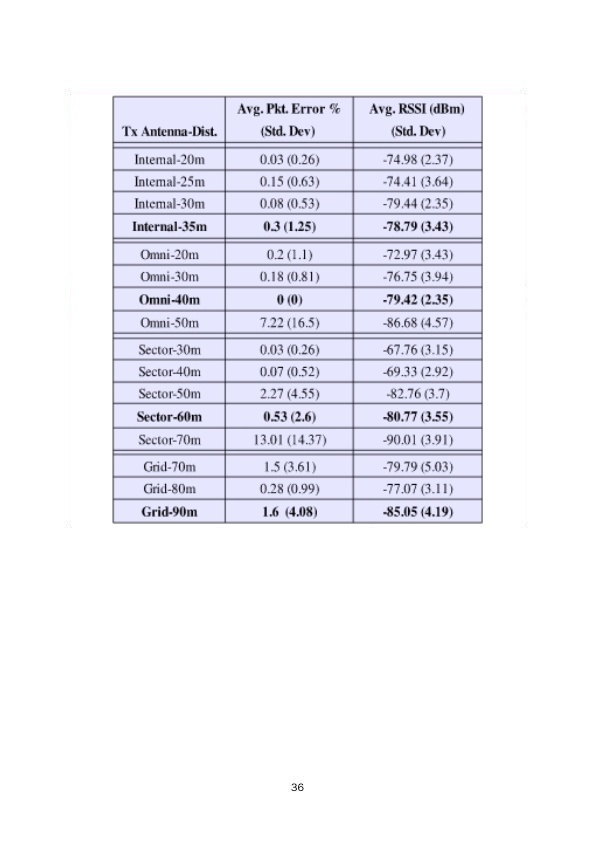 Tx Antenna-Dist. Avg. Pkt. Error % (Std. Dev) Avg. RSSI (dBm) (Std. Dev)
Internal-20m 0.03 (0.26) -74.98 (2.37)
Internal-25m 0.15 (0.63) -74.41 (3.64)
Internal-30m 0.08 (0.53) -79.44 (2.35)
Internal-35m 0.3 (1.25) -78.79 (3.43)
Omni-20m 0.2 (1.1) -72.97 (3.43)
Omni-30m 0.18 (0.81) -76.75 (3.94)
Omni-40m 0 (0) -79.42 (2.35)
Omni-50m 7.22 (16.5) -86.68 (4.57)
Sector-30m 0.03 (0.26) -67.76 (3.15)
Sector-40m 0.07 (0.52) -69.33 (2.92)
Sector-50m 2.27 (4.55) -82.76 (3.7)
Sector-60m 0.53 (2.6) -80.77 (3.55)
Sector-70m 13.01 (14.37) -90.01 (3.91)
Grid-70m 1.5 (3.61) -79.79 (5.03)
Grid-80m 0.28 (0.99) -77.07 (3.11)
Grid-90m 1.6 (4.08) -85.05 (4.19)
36